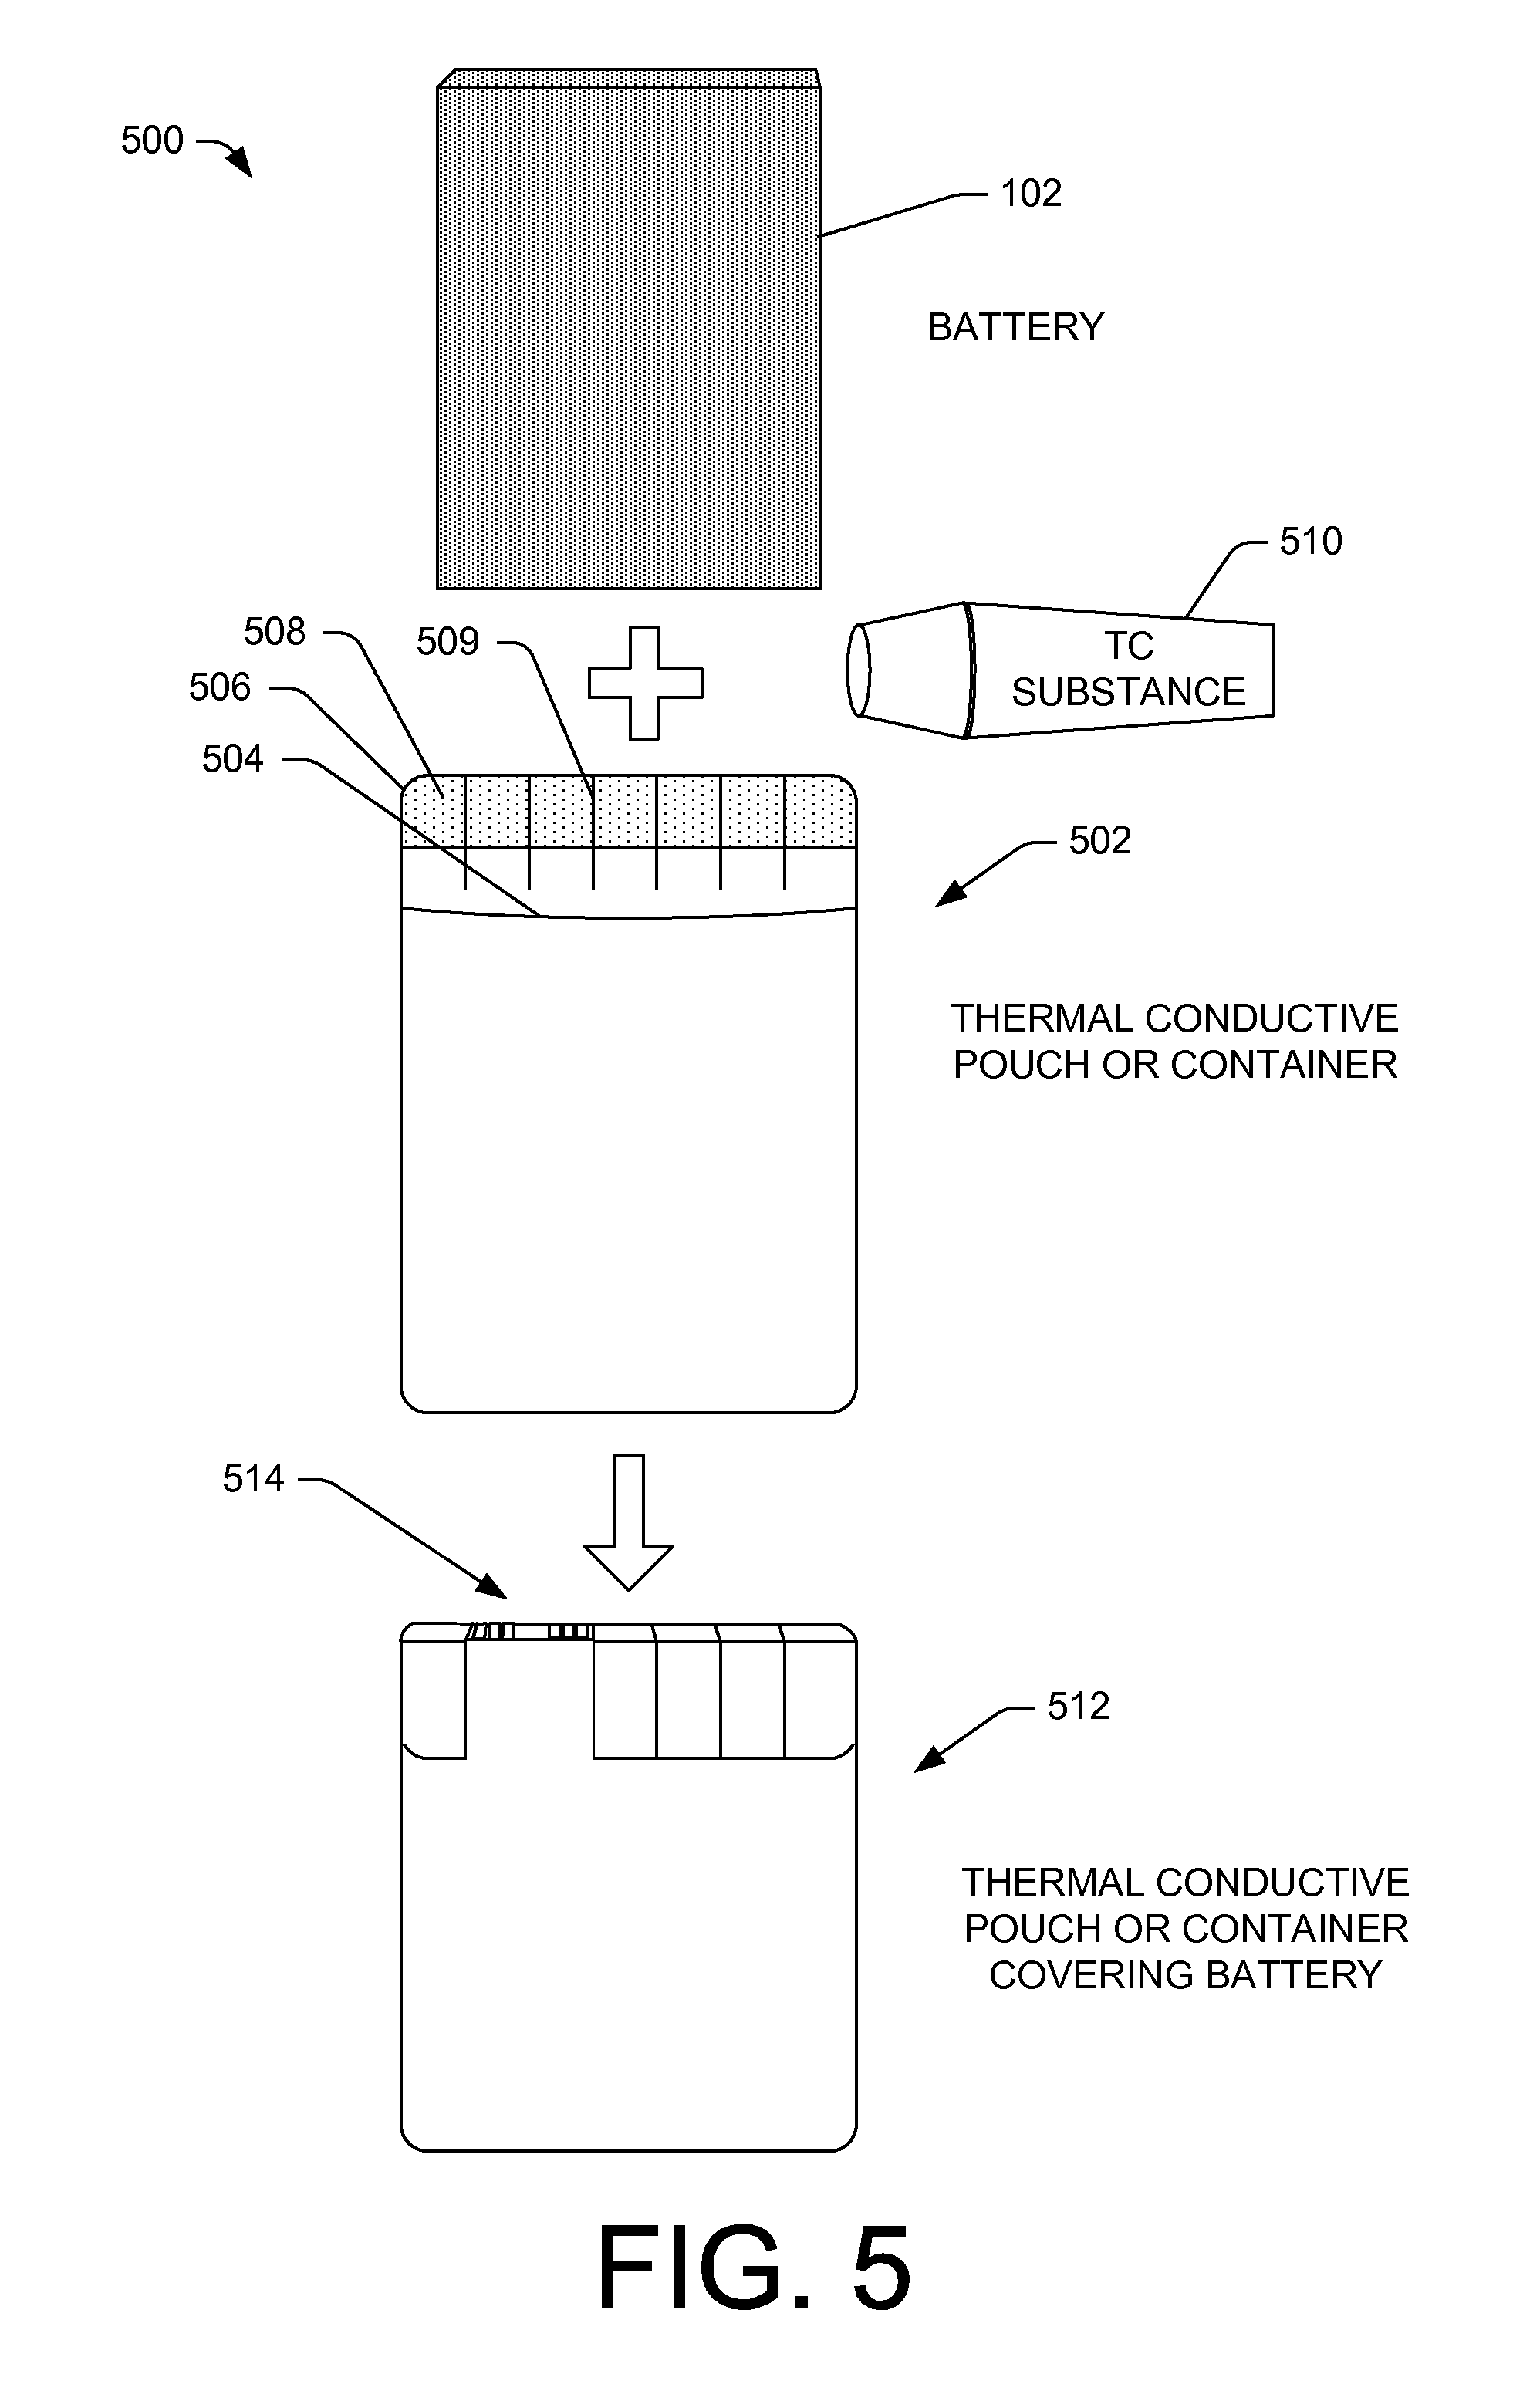 500
102
BATTERY
510
508
509
TC
SUBSTANCE
506
504
502
THERMAL CONDUCTIVE
POUCH OR CONTAINER
514
512
THERMAL CONDUCTIVE
POUCH OR CONTAINER
COVERING BATTERY
FIG. 5